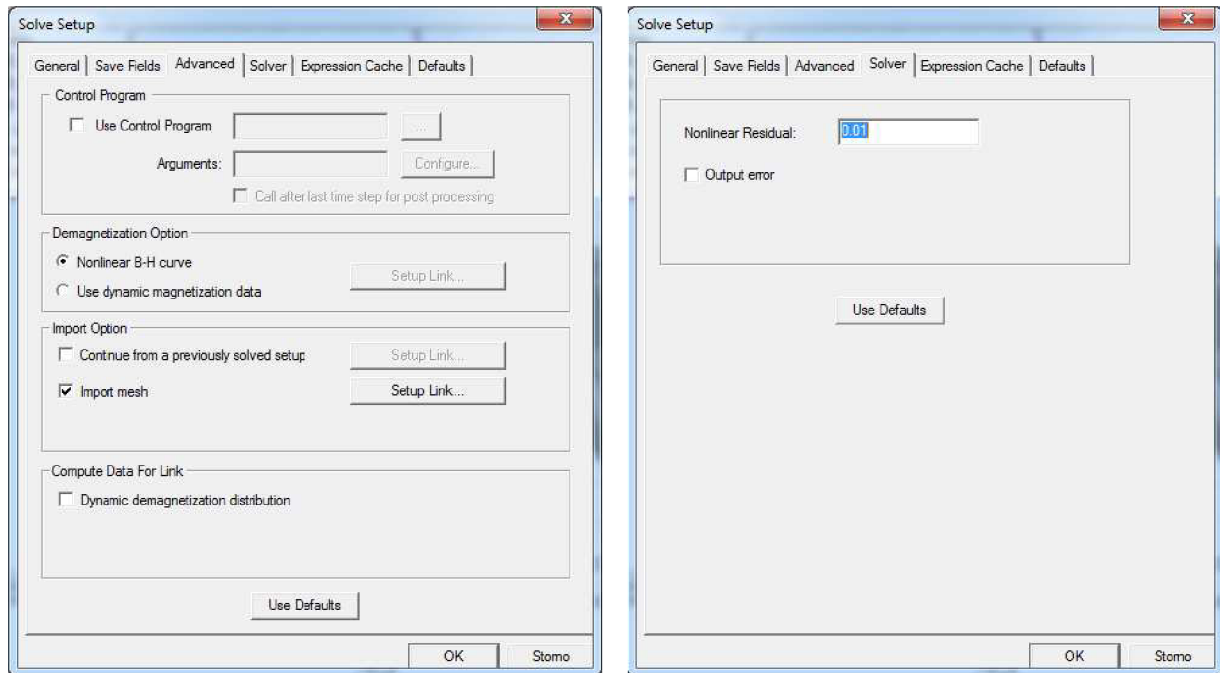 Solve Setup
General Save Fields Advanced Solver Expression Cache Defaults
Control Program
Use Control Program ...
Arguments: Configure...
Call after last time step for post processing
Demagnetization Option
Nonlinear B-H curve
Setup Link...
Use dynamic magnetization data
Import Option
Continue from a previously solved setup Setup Link...
Import mesh Setup Link...
Compute Data For Link
Dynamic demagnetization distribution
Use Defaults
OK Storno
Solve Setup
General Save Fields Advanced Solver Expression Cache Defaults
Nonlinear Residual: 0.01
Output error
Use Defaults
OK Storno